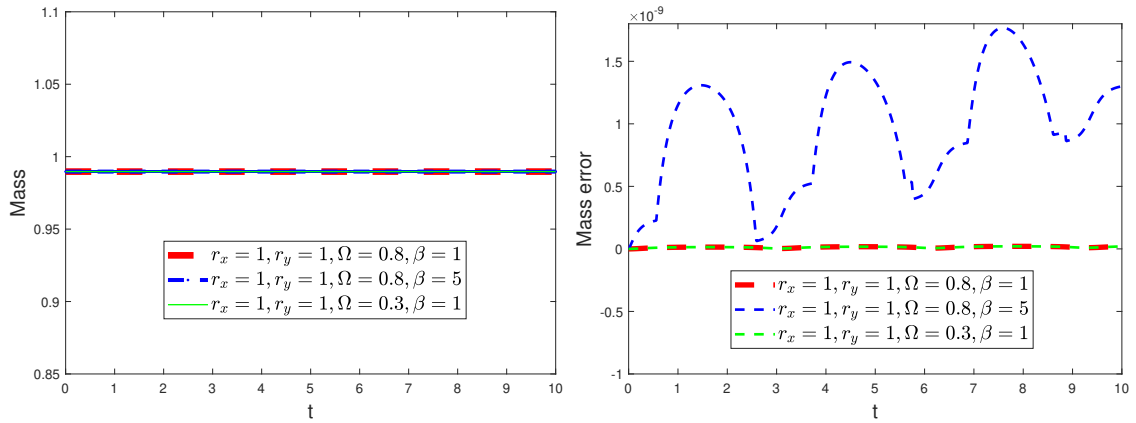 1.1
1.05
1
0.95
0.9
0.85
Mass
0 1 2 3 4 5 6 7 8 9 10
t
r_x = 1, r_y = 1, Ω = 0.8, β = 1
r_x = 1, r_y = 1, Ω = 0.8, β = 5
r_x = 1, r_y = 1, Ω = 0.3, β = 1
×10⁻⁹
1.5
1
0.5
0
-0.5
-1
Mass error
0 1 2 3 4 5 6 7 8 9 10
t
r_x = 1, r_y = 1, Ω = 0.8, β = 1
r_x = 1, r_y = 1, Ω = 0.8, β = 5
r_x = 1, r_y = 1, Ω = 0.3, β = 1